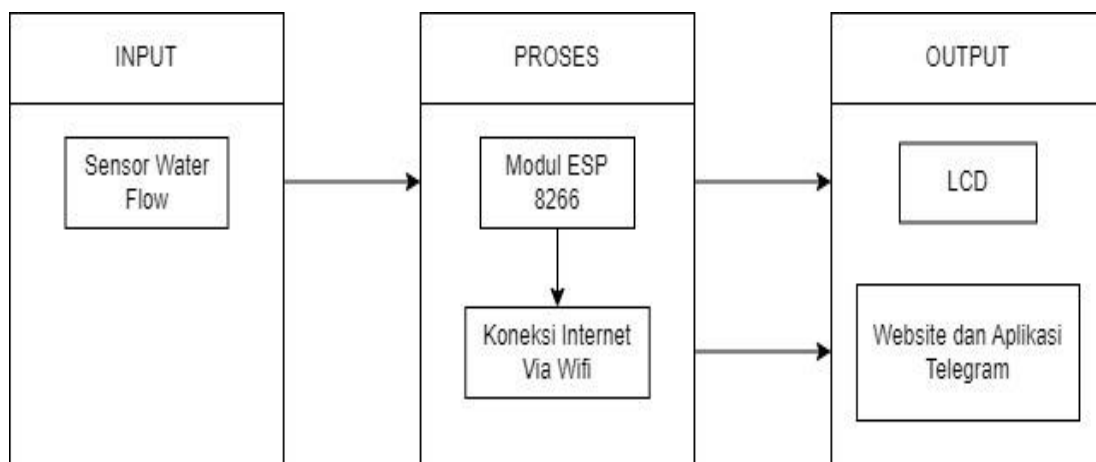 INPUT
PROSES
OUTPUT
Sensor Water
Flow
Modul ESP
8266
LCD
Koneksi Internet
Via Wifi
Website dan Aplikasi
Telegram